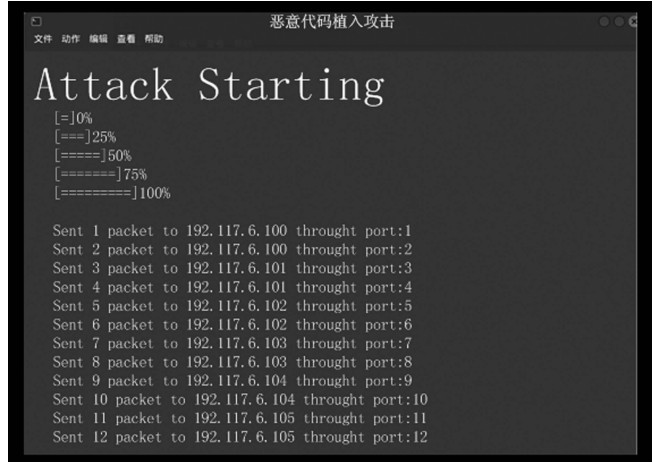 恶意代码植入攻击
文件 动作 编辑 查看 帮助
Attack Starting
[=]0%
[===]25%
[=====]50%
[=======]75%
[=========]100%
Sent 1 packet to 192.117.6.100 throught port:1
Sent 2 packet to 192.117.6.100 throught port:2
Sent 3 packet to 192.117.6.101 throught port:3
Sent 4 packet to 192.117.6.101 throught port:4
Sent 5 packet to 192.117.6.102 throught port:5
Sent 6 packet to 192.117.6.102 throught port:6
Sent 7 packet to 192.117.6.103 throught port:7
Sent 8 packet to 192.117.6.103 throught port:8
Sent 9 packet to 192.117.6.104 throught port:9
Sent 10 packet to 192.117.6.104 throught port:10
Sent 11 packet to 192.117.6.105 throught port:11
Sent 12 packet to 192.117.6.105 throught port:12